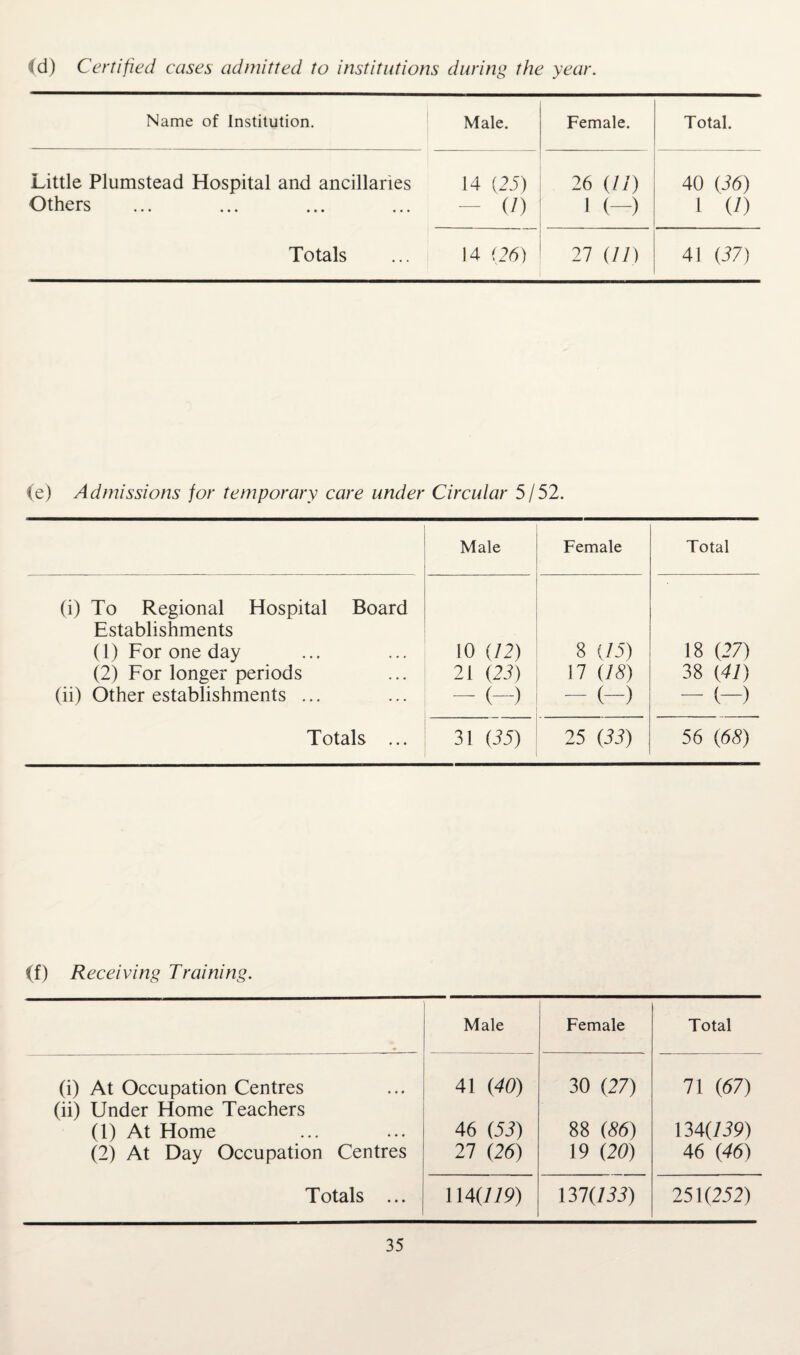 (d) Certified cases admitted to institutions during the year.
Name of Institution. Male. Female. Total.
Little Plumstead Hospital and ancillaries 14 (25) 26 (11) 40 (36)
Others ... ... ... ... — (1) 1 (—) 1 (1)
Totals ... 14 (26) 27 (11) 41 (37)
(e) Admissions for temporary care under Circular 5/52.
Male Female Total
(i) To Regional Hospital Board
Establishments
(1) For one day ... ... 10 (12) 8 (15) 18 (27)
(2) For longer periods ... 21 (23) 17 (18) 38 (41)
(ii) Other establishments ... ... — (—) — (—) — (—)
Totals ... 31 (35) 25 (33) 56 (68)
(f) Receiving Training.
Male Female Total
(i) At Occupation Centres ... 41 (40) 30 (27) 71 (67)
(ii) Under Home Teachers
(1) At Home ... ... 46 (53) 88 (86) 134(139)
(2) At Day Occupation Centres 27 (26) 19 (20) 46 (46)
Totals ... 114(119) 137(133) 251(252)
35